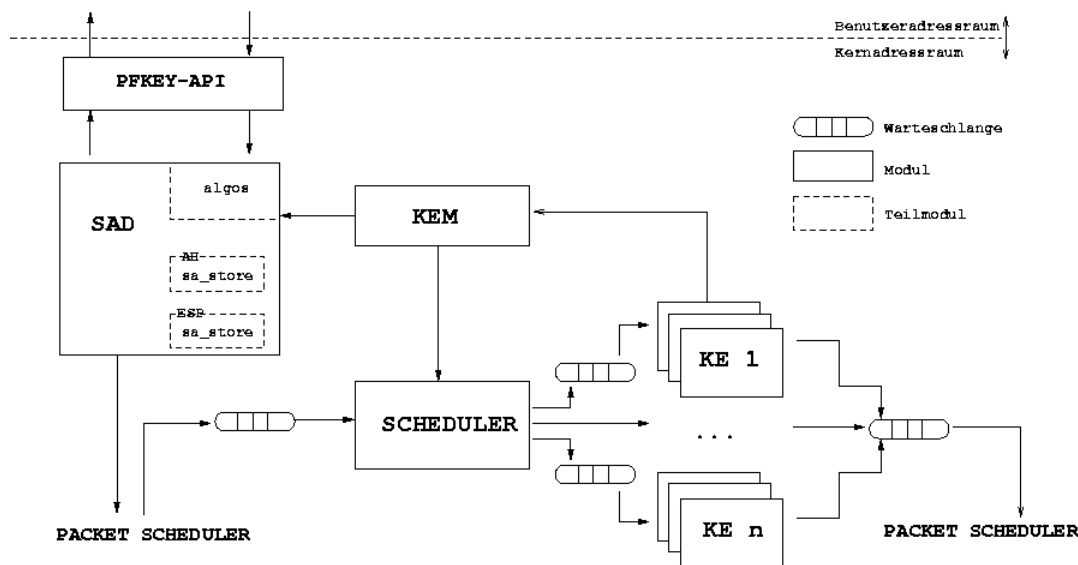 Benutzeradressraum
Kernadressraum
PFKEY-API
Warteschlange
Modul
Teilmodul
algos
SAD
KEM
AH
sa_store
ESP
sa_store
KE 1
SCHEDULER
...
KE n
PACKET SCHEDULER
PACKET SCHEDULER